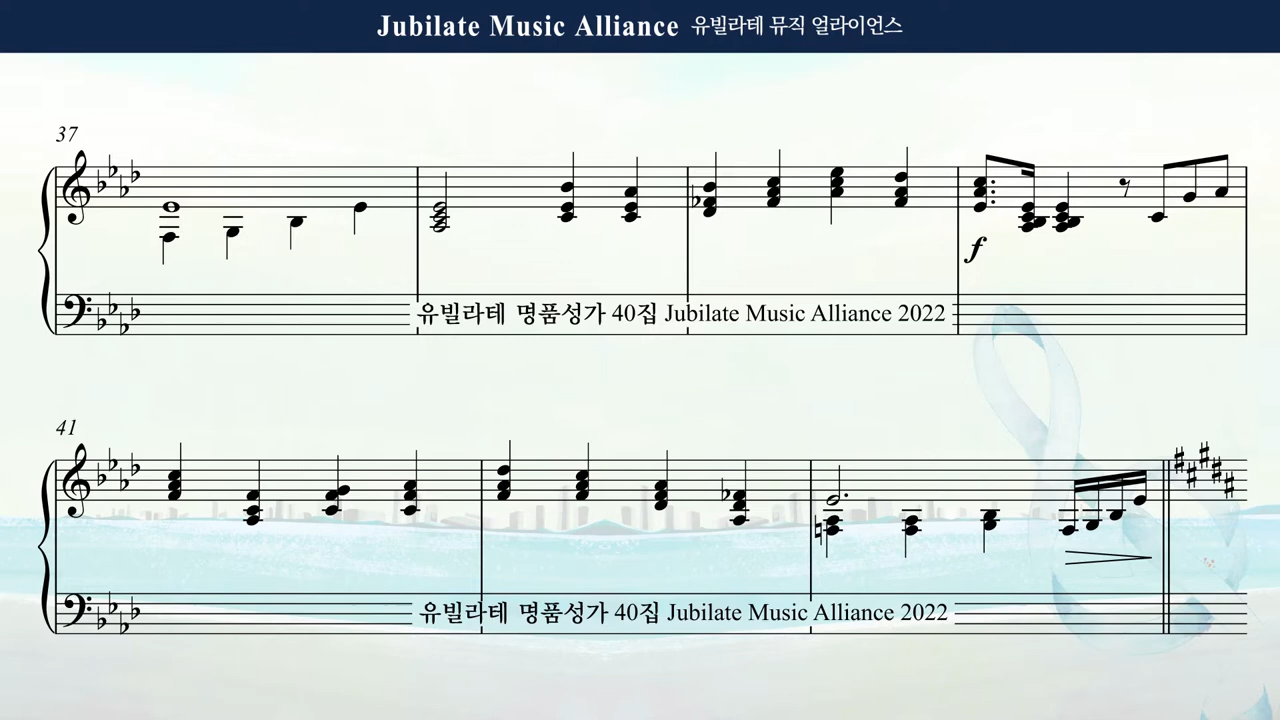 Jubilate Music Alliance 유빌라테 뮤직 얼라이언스
37
f
유빌라테 명품성가 40집 Jubilate Music Alliance 2022
41
유빌라테 명품성가 40집 Jubilate Music Alliance 2022